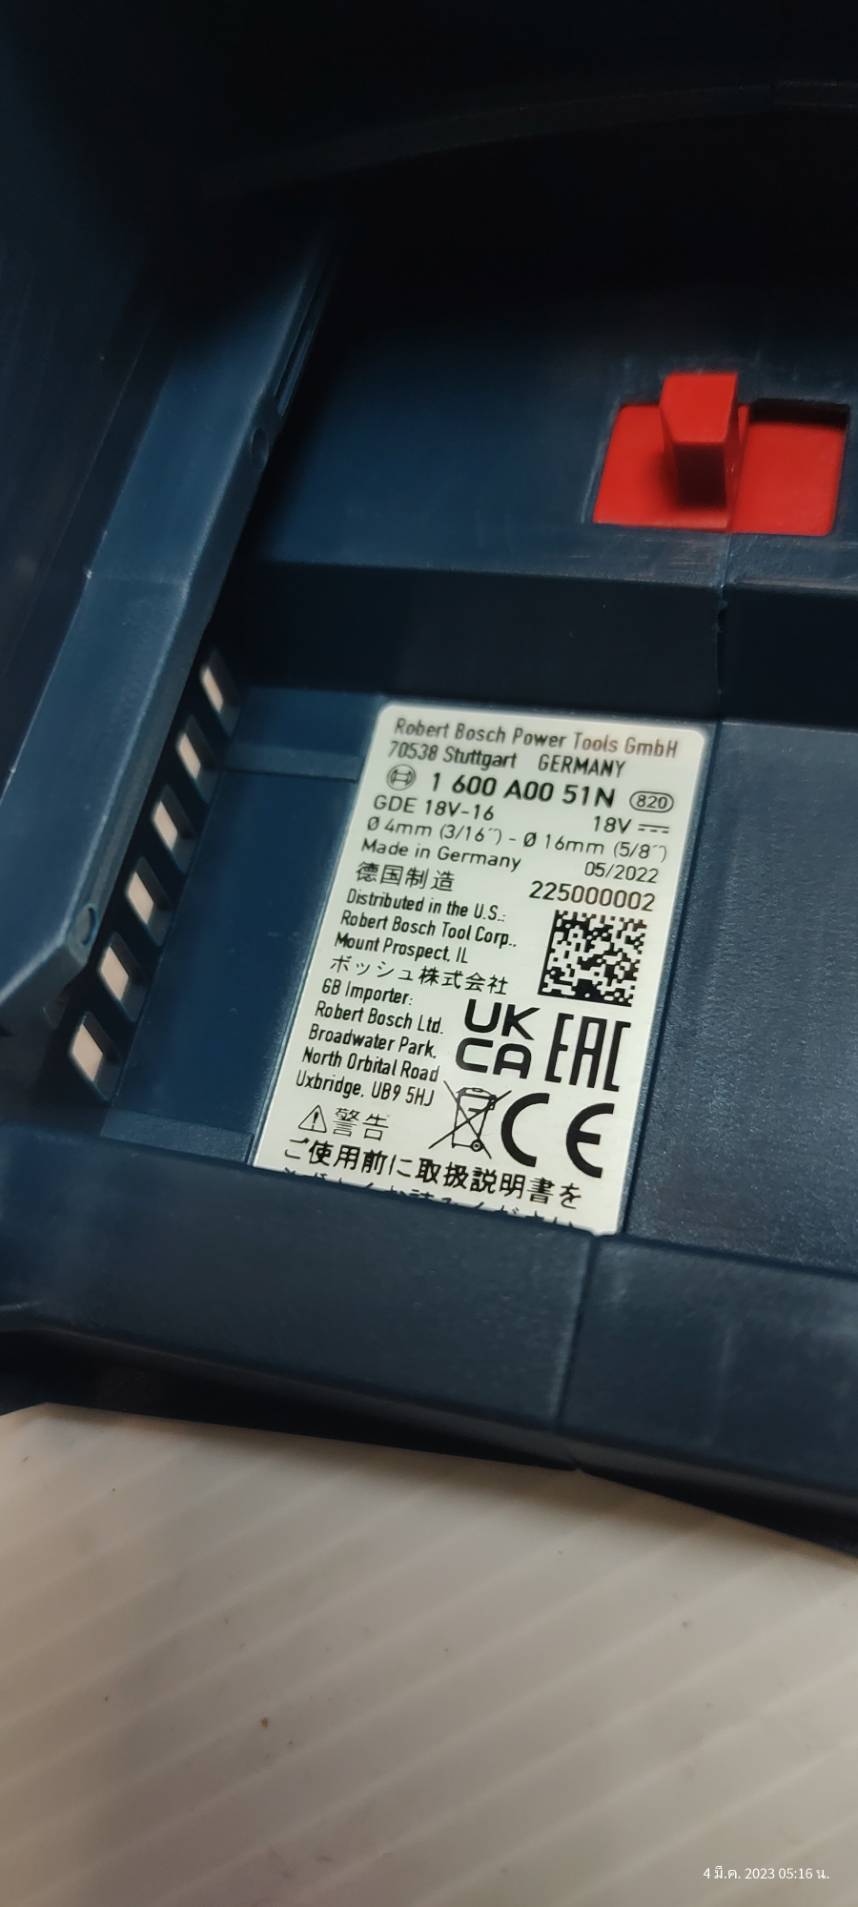 Robert Bosch Power Tools GmbH
70538 Stuttgart GERMANY
1 600 A00 51N 820
GDE 18V-16 18V
Ø 4mm (3/16˝) - Ø 16mm (5/8˝)
Made in Germany 05/2022
德国制造 225000002
Distributed in the U.S.:
Robert Bosch Tool Corp.,
Mount Prospect, IL
ボッシュ株式会社
GB Importer:
Robert Bosch Ltd.
Broadwater Park,
North Orbital Road
Uxbridge, UB9 5HJ
UK
CA
EAC
CE
警告
ご使用前に取扱説明書を
4 มี.ค. 2023 05:16 น.